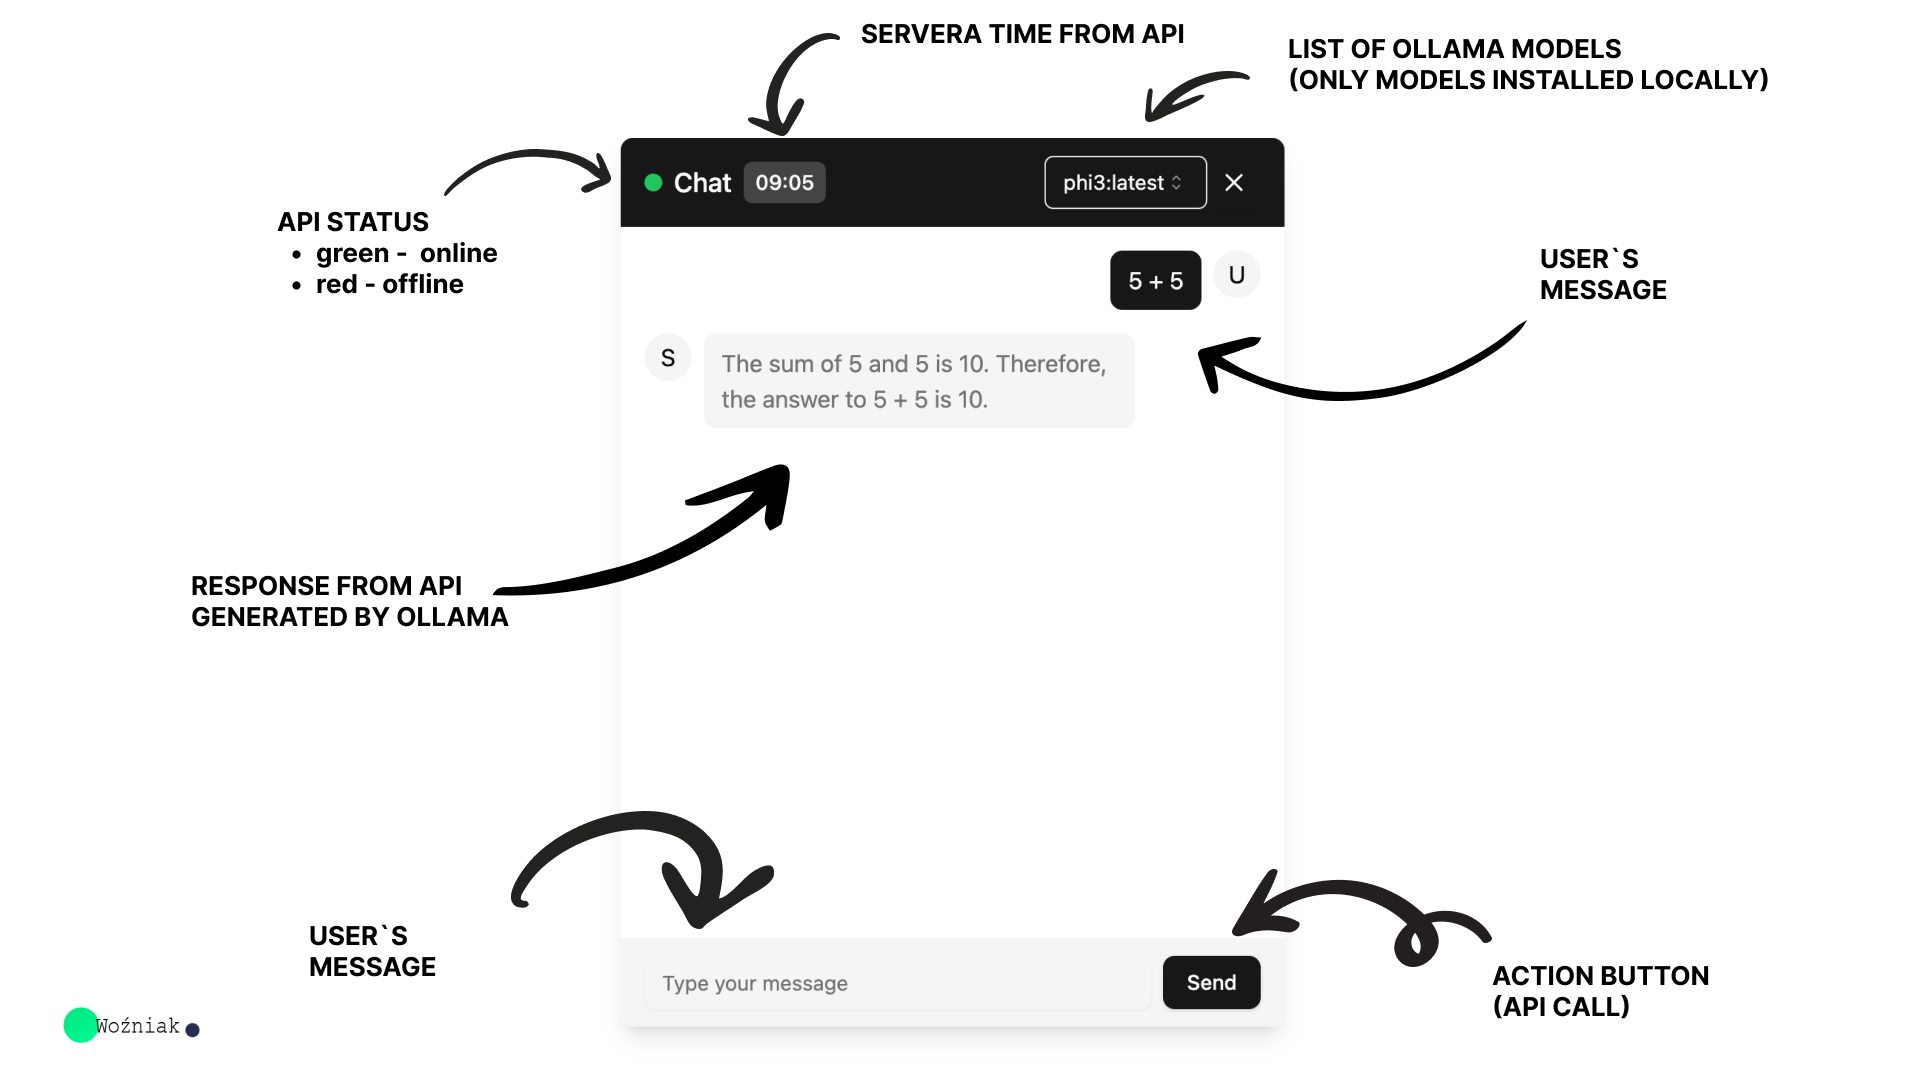 SERVERA TIME FROM API
LIST OF OLLAMA MODELS
(ONLY MODELS INSTALLED LOCALLY)
Chat
09:05
phi3:latest
API STATUS
• green -  online
• red - offline
5 + 5
U
USER`S
MESSAGE
S
The sum of 5 and 5 is 10. Therefore,
the answer to 5 + 5 is 10.
RESPONSE FROM API
GENERATED BY OLLAMA
USER`S
MESSAGE
Type your message
Send
ACTION BUTTON
(API CALL)
Woźniak